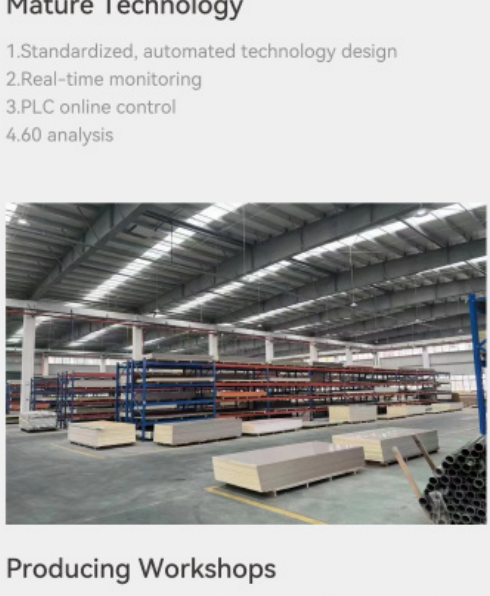 Mature Technology
1.Standardized, automated technology design
2.Real-time monitoring
3.PLC online control
4.60 analysis
Producing Workshops